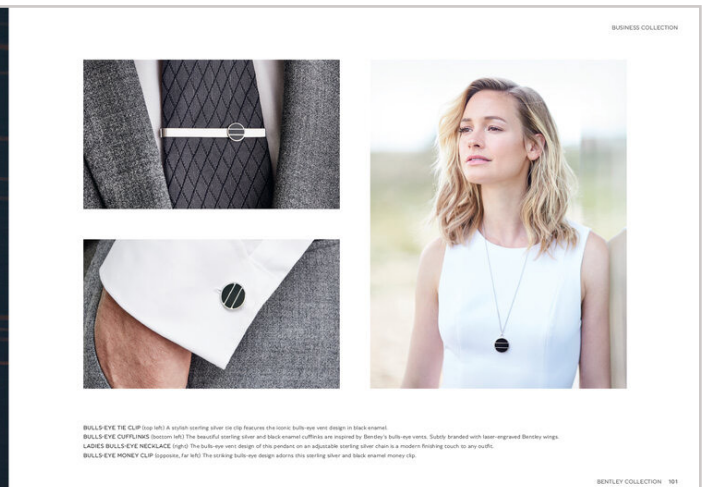 BUSINESS COLLECTION
BULLS-EYE TIE CLIP (top left) A stylish sterling silver tie clip features the iconic bulls-eye vent design in black enamel.
BULLS-EYE CUFFLINKS (bottom left) The beautiful sterling silver and black enamel cufflinks are inspired by Bentley's bulls-eye vents. Subtly branded with laser-engraved Bentley wings.
LADIES BULLS-EYE NECKLACE (right) The bulls-eye vent design of this pendant on an adjustable sterling silver chain is a modern finishing touch to any outfit.
BULLS-EYE MONEY CLIP (opposite, far left) The striking bulls-eye design adorns this sterling silver and black enamel money clip.
BENTLEY COLLECTION 101